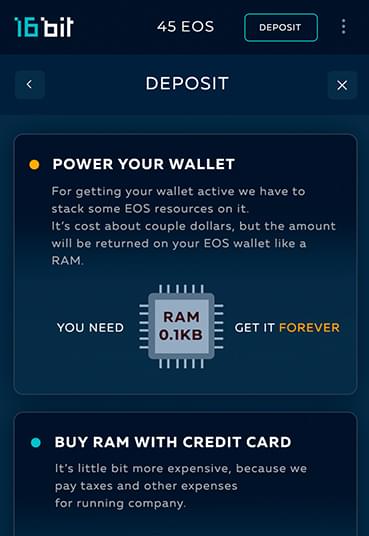 16bit
45 EOS
DEPOSIT
DEPOSIT
POWER YOUR WALLET
For getting your wallet active we have to
stack some EOS resources on it.
It's cost about couple dollars, but the amount
will be returned on your EOS wallet like a
RAM.
YOU NEED
RAM
0.1KB
GET IT FOREVER
BUY RAM WITH CREDIT CARD
It's little bit more expensive, because we
pay taxes and other expenses
for running company.